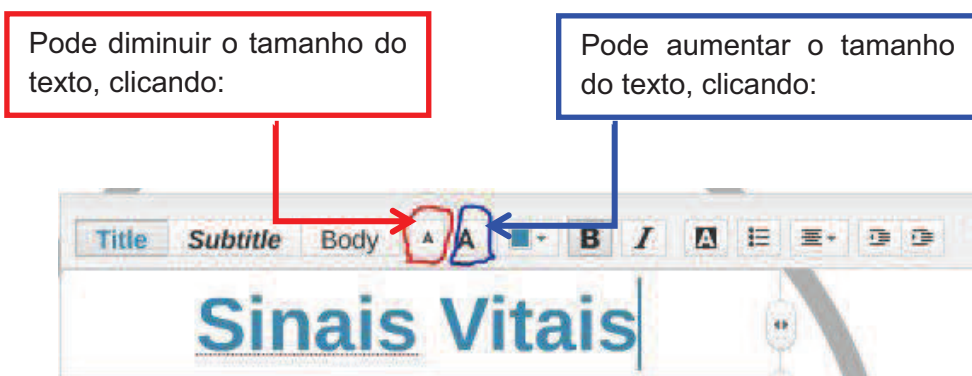 Pode diminuir o tamanho do
texto, clicando:
Pode aumentar o tamanho
do texto, clicando:
Title Subtitle Body A A B I A
Sinais Vitais